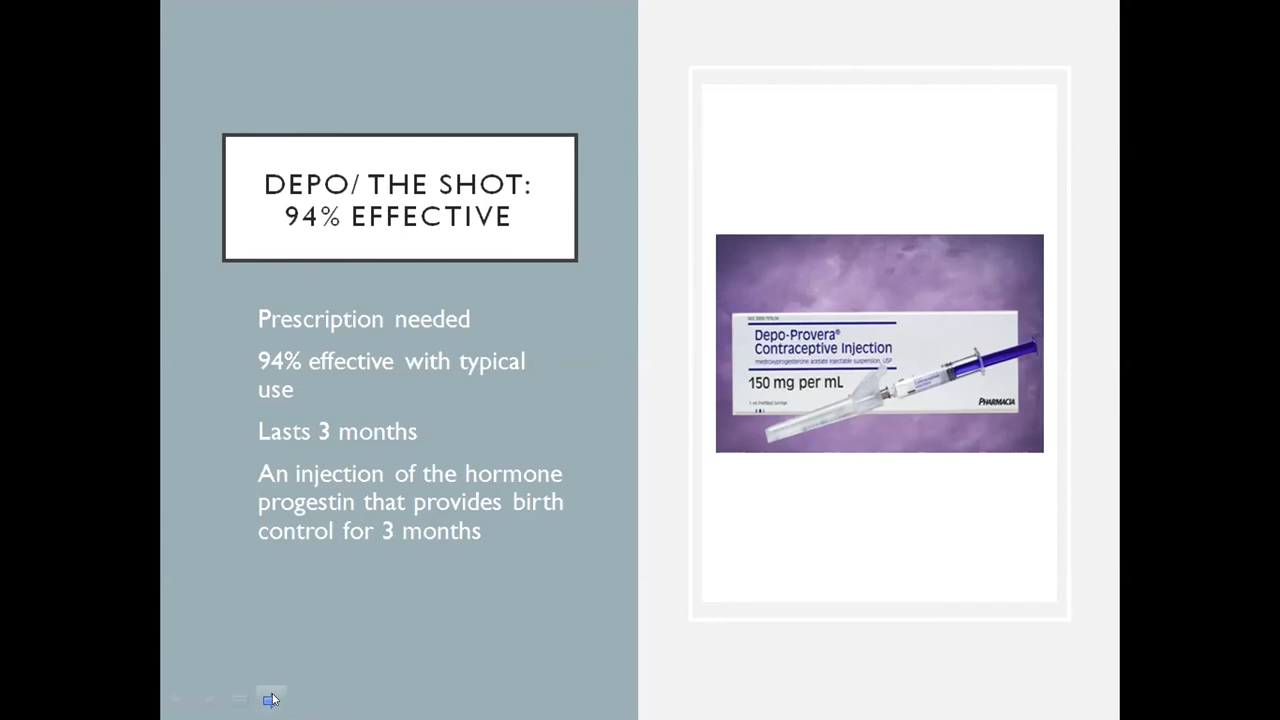 DEPO/ THE SHOT:
94% EFFECTIVE
Prescription needed
94% effective with typical
use
Lasts 3 months
An injection of the hormone
progestin that provides birth
control for 3 months
Depo-Provera®
Contraceptive Injection
medroxyprogesterone acetate injectable suspension, USP
150 mg per mL
PHARMACIA